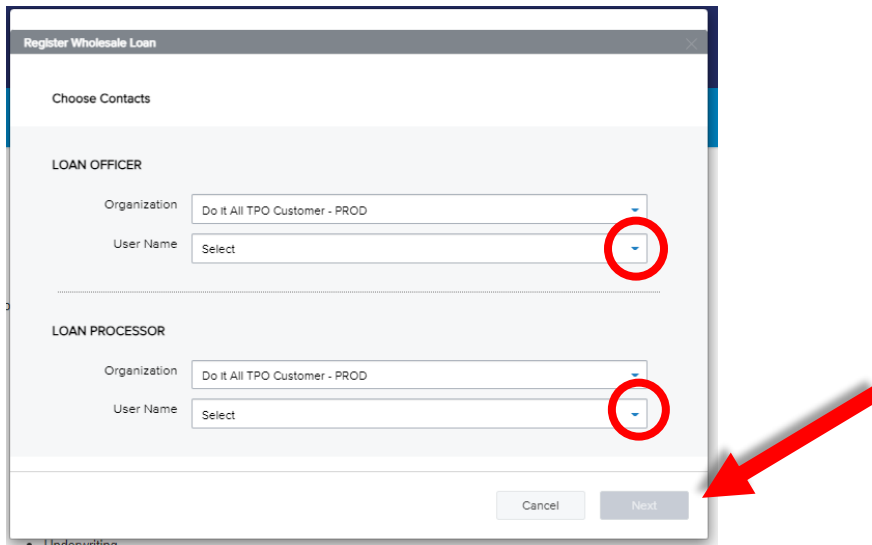 Register Wholesale Loan
Choose Contacts
LOAN OFFICER
Organization
Do It All TPO Customer - PROD
User Name
Select
LOAN PROCESSOR
Organization
Do It All TPO Customer - PROD
User Name
Select
Cancel
Next
Underwriting